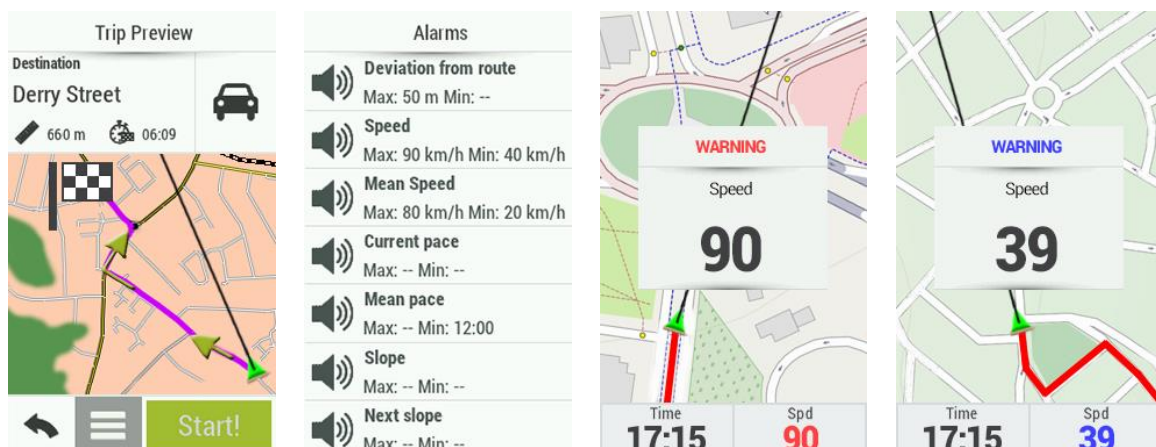 Trip Preview
Destination
Derry Street
660 m 06:09
Start!
Alarms
Deviation from route
Max: 50 m Min: --
Speed
Max: 90 km/h Min: 40 km/h
Mean Speed
Max: 80 km/h Min: 20 km/h
Current pace
Max: -- Min: --
Mean pace
Max: -- Min: 12:00
Slope
Max: -- Min: --
Next slope
Max: -- Min: --
WARNING
Speed
90
Time Spd
17:15 90
WARNING
Speed
39
Time Spd
17:15 39